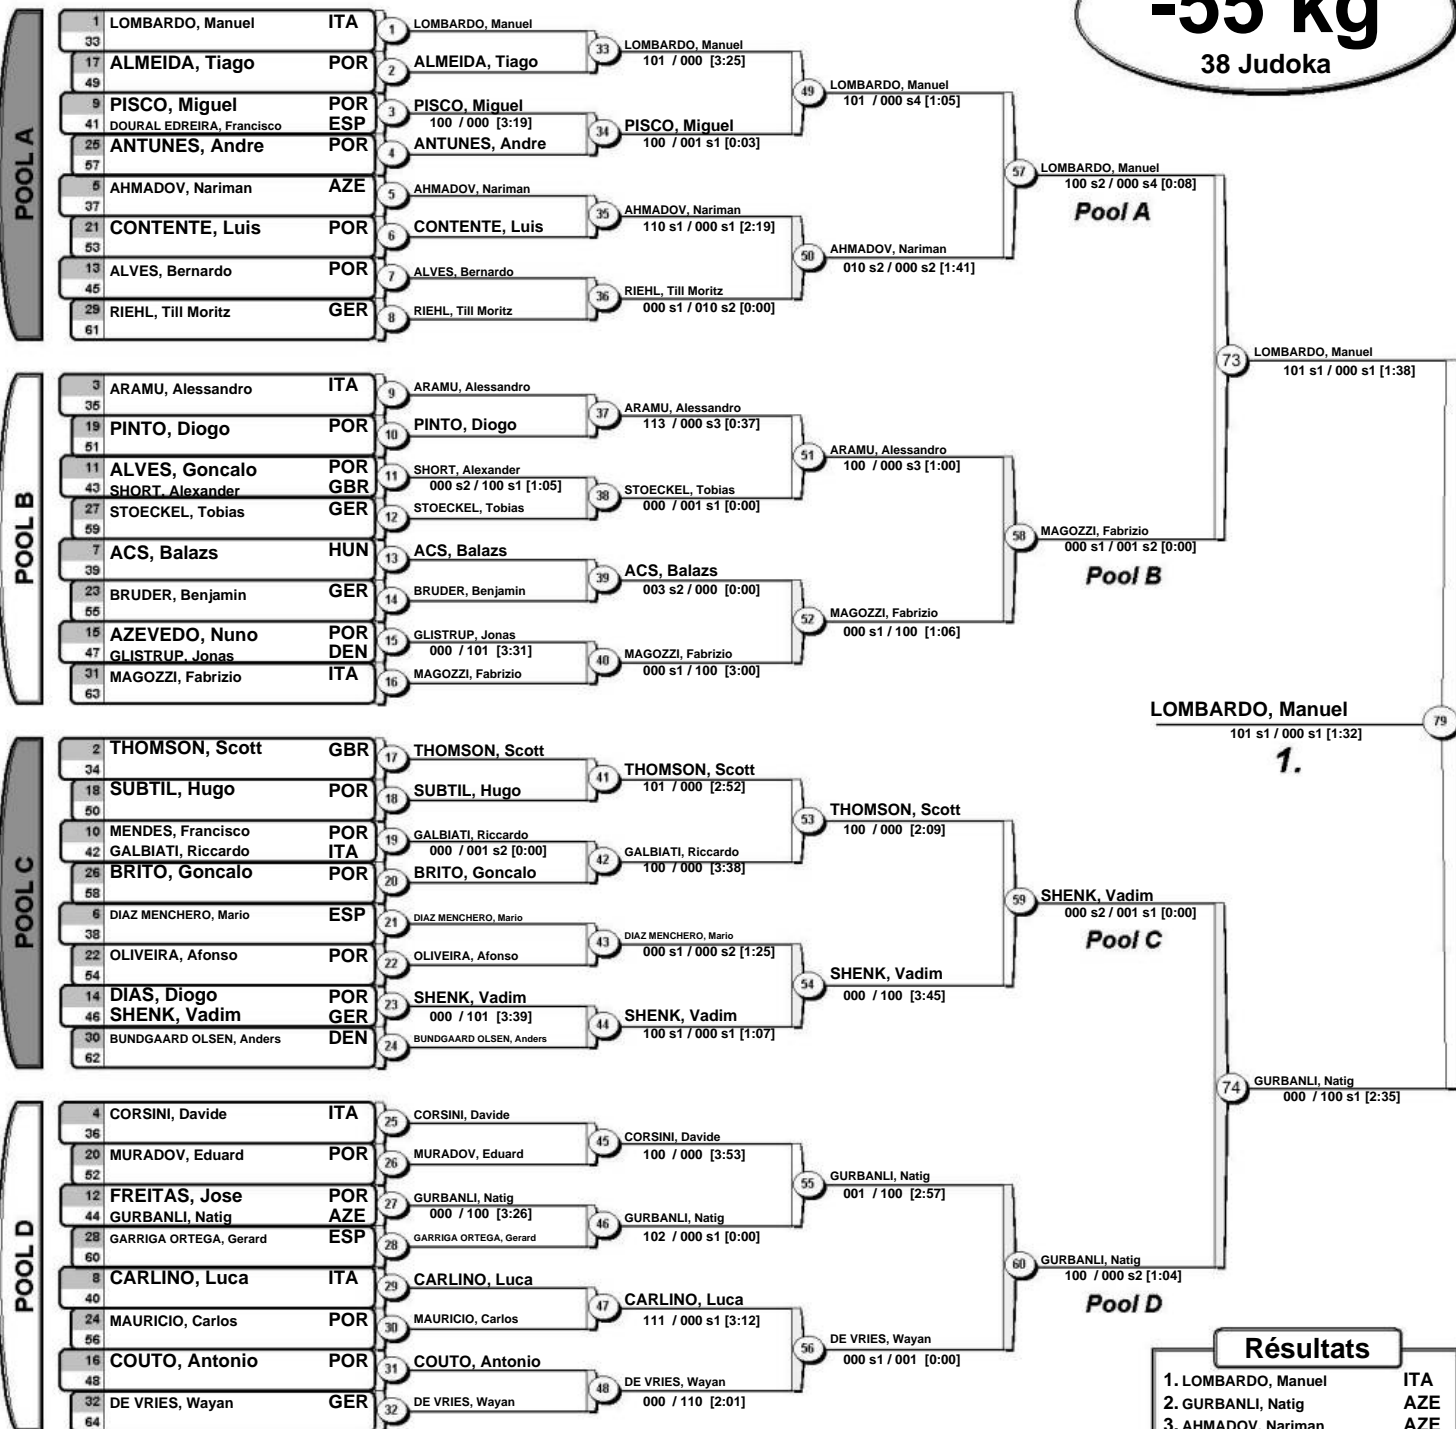 -55 kg
38 Judoka
POOL A
1 LOMBARDO, Manuel ITA
33
17 ALMEIDA, Tiago POR
49
9 PISCO, Miguel POR
41 DOURAL EDREIRA, Francisco ESP
25 ANTUNES, Andre POR
57
5 AHMADOV, Nariman AZE
37
21 CONTENTE, Luis POR
53
13 ALVES, Bernardo POR
45
29 RIEHL, Till Moritz GER
61
1 LOMBARDO, Manuel
2 ALMEIDA, Tiago
3 PISCO, Miguel
100 / 000 [3:19]
4 ANTUNES, Andre
5 AHMADOV, Nariman
6 CONTENTE, Luis
7 ALVES, Bernardo
8 RIEHL, Till Moritz
33 LOMBARDO, Manuel
101 / 000 [3:25]
34 PISCO, Miguel
100 / 001 s1 [0:03]
35 AHMADOV, Nariman
110 s1 / 000 s1 [2:19]
36 RIEHL, Till Moritz
000 s1 / 010 s2 [0:00]
49 LOMBARDO, Manuel
101 / 000 s4 [1:05]
50 AHMADOV, Nariman
010 s2 / 000 s2 [1:41]
57 LOMBARDO, Manuel
100 s2 / 000 s4 [0:08]
Pool A
POOL B
3 ARAMU, Alessandro ITA
35
19 PINTO, Diogo POR
51
11 ALVES, Goncalo POR
43 SHORT, Alexander GBR
27 STOECKEL, Tobias GER
59
7 ACS, Balazs HUN
39
23 BRUDER, Benjamin GER
55
15 AZEVEDO, Nuno POR
47 GLISTRUP, Jonas DEN
31 MAGOZZI, Fabrizio ITA
63
9 ARAMU, Alessandro
10 PINTO, Diogo
11 SHORT, Alexander
000 s2 / 100 s1 [1:05]
12 STOECKEL, Tobias
13 ACS, Balazs
14 BRUDER, Benjamin
15 GLISTRUP, Jonas
000 / 101 [3:31]
16 MAGOZZI, Fabrizio
37 ARAMU, Alessandro
113 / 000 s3 [0:37]
38 STOECKEL, Tobias
000 / 001 s1 [0:00]
39 ACS, Balazs
003 s2 / 000 [0:00]
40 MAGOZZI, Fabrizio
000 s1 / 100 [3:00]
51 ARAMU, Alessandro
100 / 000 s3 [1:00]
52 MAGOZZI, Fabrizio
000 s1 / 100 [1:06]
58 MAGOZZI, Fabrizio
000 s1 / 001 s2 [0:00]
Pool B
73 LOMBARDO, Manuel
101 s1 / 000 s1 [1:38]
LOMBARDO, Manuel 79
101 s1 / 000 s1 [1:32]
1.
POOL C
2 THOMSON, Scott GBR
34
18 SUBTIL, Hugo POR
50
10 MENDES, Francisco POR
42 GALBIATI, Riccardo ITA
26 BRITO, Goncalo POR
58
6 DIAZ MENCHERO, Mario ESP
38
22 OLIVEIRA, Afonso POR
54
14 DIAS, Diogo POR
46 SHENK, Vadim GER
30 BUNDGAARD OLSEN, Anders DEN
62
17 THOMSON, Scott
18 SUBTIL, Hugo
19 GALBIATI, Riccardo
000 / 001 s2 [0:00]
20 BRITO, Goncalo
21 DIAZ MENCHERO, Mario
22 OLIVEIRA, Afonso
23 SHENK, Vadim
000 / 101 [3:39]
24 BUNDGAARD OLSEN, Anders
41 THOMSON, Scott
101 / 000 [2:52]
42 GALBIATI, Riccardo
100 / 000 [3:38]
43 DIAZ MENCHERO, Mario
000 s1 / 000 s2 [1:25]
44 SHENK, Vadim
100 s1 / 000 s1 [1:07]
53 THOMSON, Scott
100 / 000 [2:09]
54 SHENK, Vadim
000 / 100 [3:45]
59 SHENK, Vadim
000 s2 / 001 s1 [0:00]
Pool C
POOL D
4 CORSINI, Davide ITA
36
20 MURADOV, Eduard POR
52
12 FREITAS, Jose POR
44 GURBANLI, Natig AZE
28 GARRIGA ORTEGA, Gerard ESP
60
8 CARLINO, Luca ITA
40
24 MAURICIO, Carlos POR
56
16 COUTO, Antonio POR
48
32 DE VRIES, Wayan GER
64
25 CORSINI, Davide
26 MURADOV, Eduard
27 GURBANLI, Natig
000 / 100 [3:26]
28 GARRIGA ORTEGA, Gerard
29 CARLINO, Luca
30 MAURICIO, Carlos
31 COUTO, Antonio
32 DE VRIES, Wayan
45 CORSINI, Davide
100 / 000 [3:53]
46 GURBANLI, Natig
102 / 000 s1 [0:00]
47 CARLINO, Luca
111 / 000 s1 [3:12]
48 DE VRIES, Wayan
000 / 110 [2:01]
55 GURBANLI, Natig
001 / 100 [2:57]
56 DE VRIES, Wayan
000 s1 / 001 [0:00]
60 GURBANLI, Natig
100 / 000 s2 [1:04]
Pool D
74 GURBANLI, Natig
000 / 100 s1 [2:35]
Résultats
1. LOMBARDO, Manuel ITA
2. GURBANLI, Natig AZE
3. AHMADOV, Nariman AZE